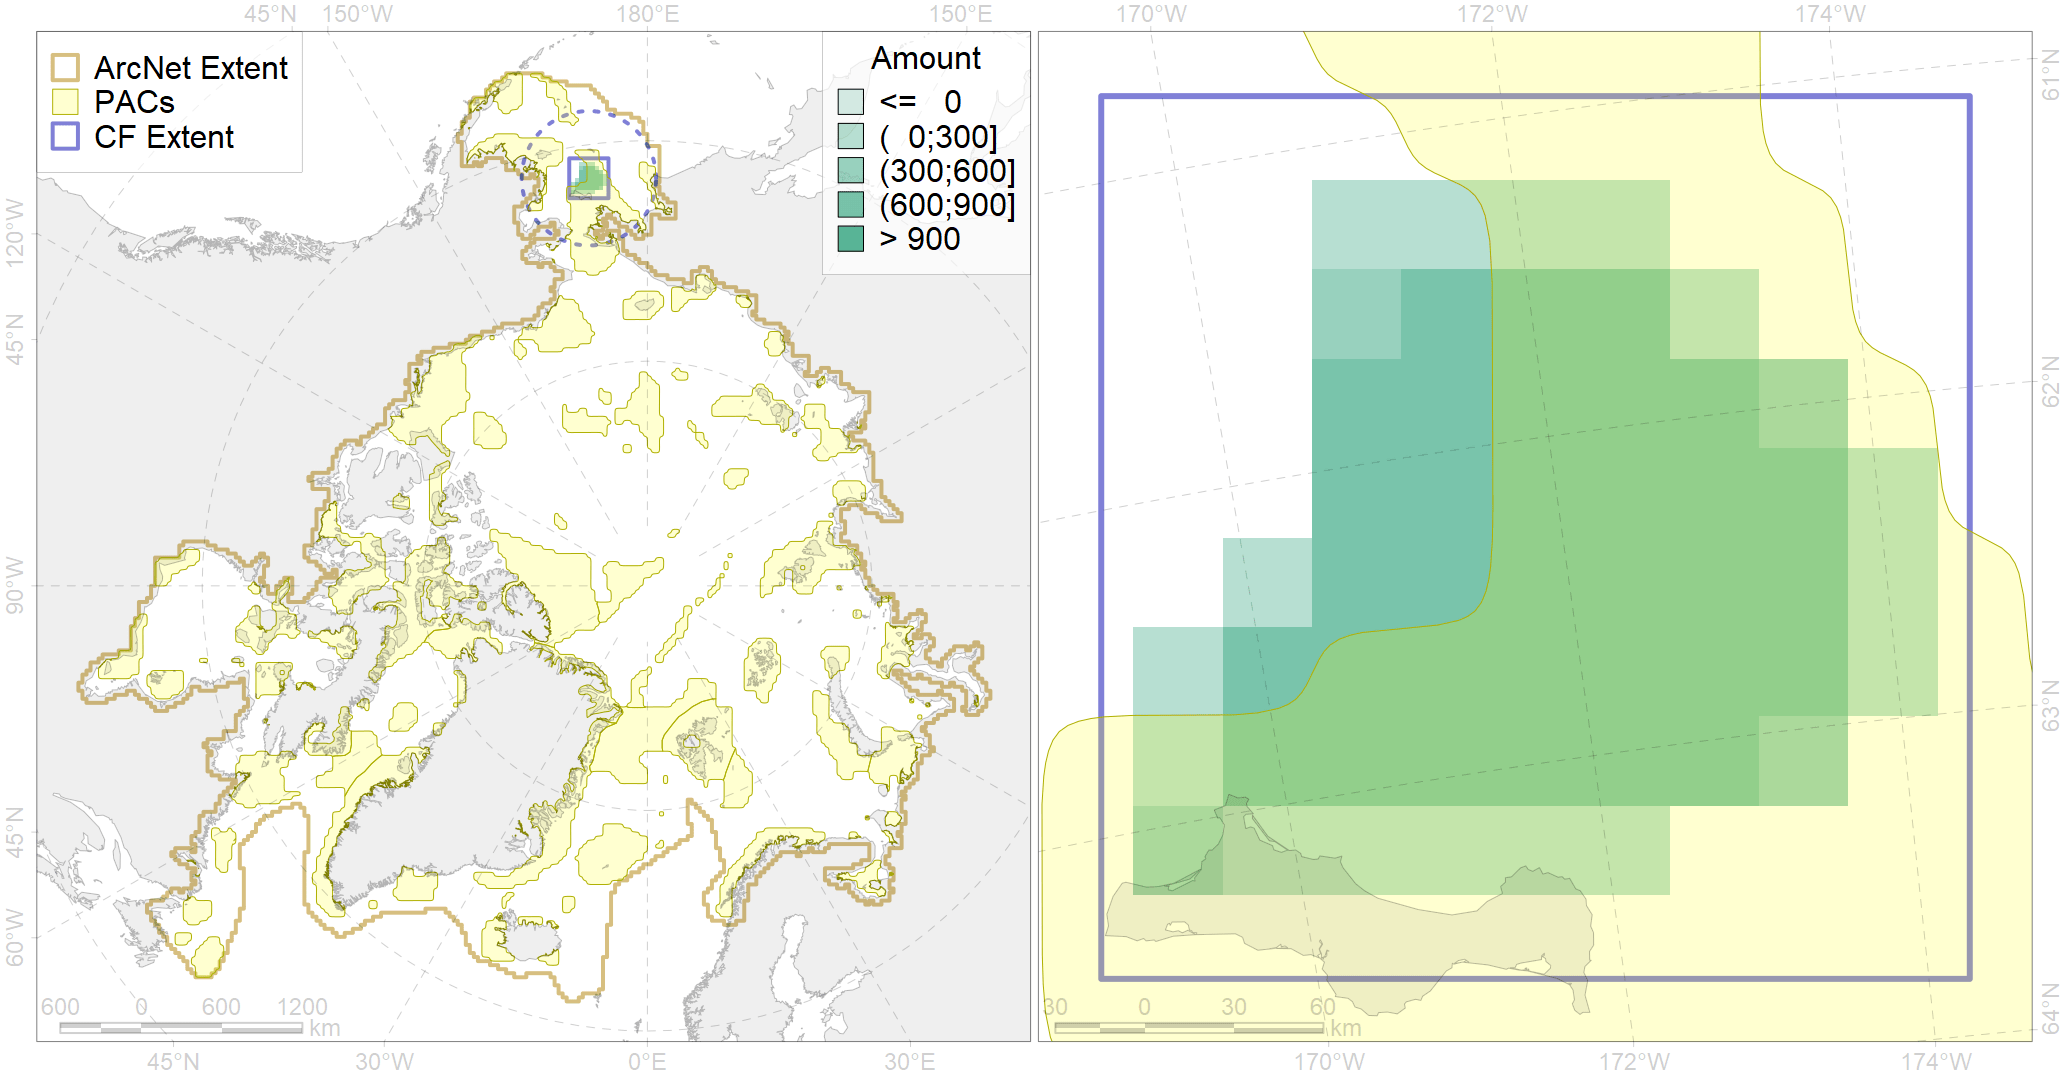 45°N 150°W 180°E 150°E 170°W 172°W 174°W
ArcNet Extent
PACs
CF Extent
Amount
<= 0
( 0;300]
(300;600]
(600;900]
> 900
120°W
45°N
90°W
45°N
60°W
61°N
62°N
63°N
64°N
600 0 600 1200
km
30 0 30 60
km
45°N 30°W 0°E 30°E 170°W 172°W 174°W